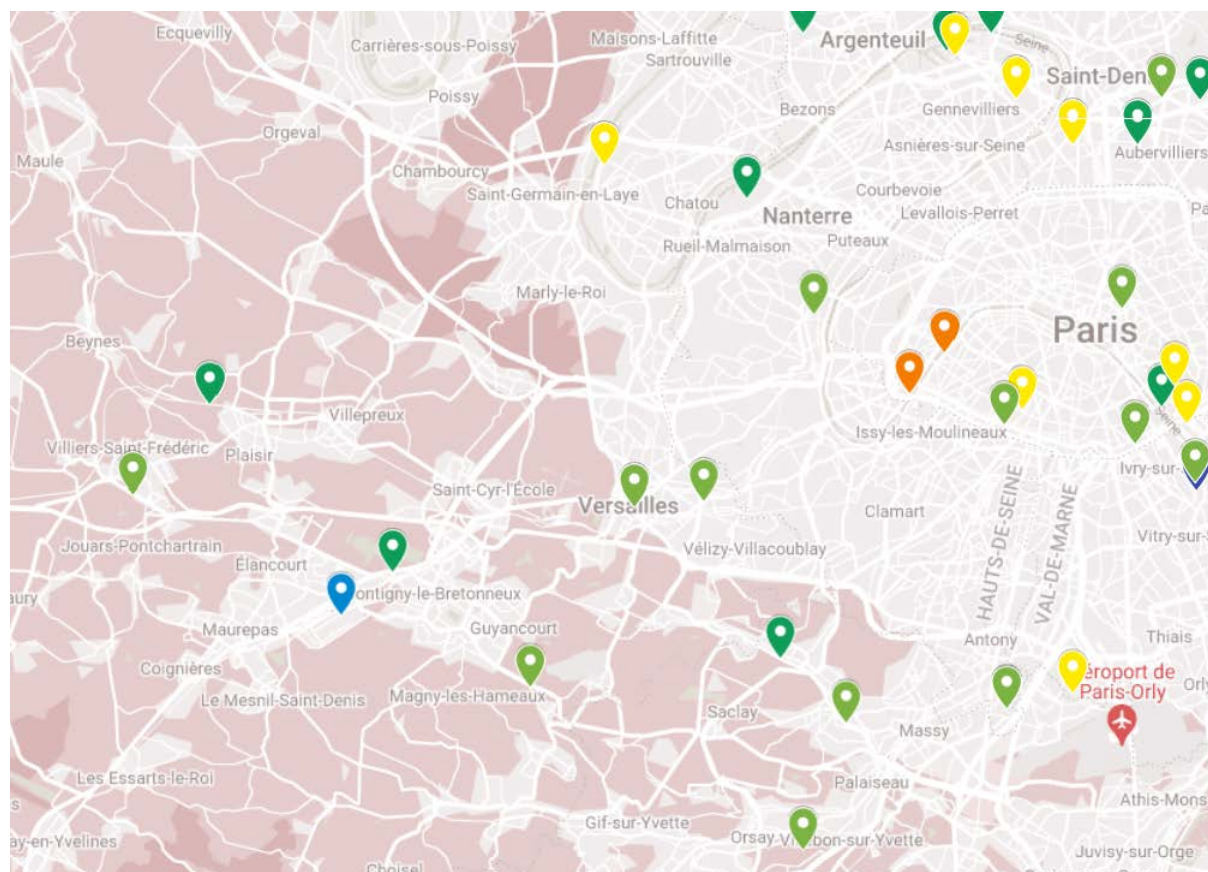 Ecquevilly
Carrières-sous-Poissy
Maisons-Laffitte
Sartrouville
Argenteuil
Seine
Poissy
Bezons
Gennevilliers
Orgeval
Maule
Chambourcy
Asnières-sur-Seine
Aubervilliers
Saint-Germain-en-Laye
Chatou
Courbevoie
Nanterre
Levallois-Perret
Rueil-Malmaison
Puteaux
Marly-le-Roi
Paris
Beynes
Villepreux
Issy-les-Moulineaux
Seine
Villiers-Saint-Frédéric
Plaisir
Saint-Cyr-l'École
Versailles
Clamart
HAUTS-DE-SEINE
VAL-DE-MARNE
Jouars-Pontchartrain
Vélizy-Villacoublay
Élancourt
ontigny-le-Bretonneux
Maurepas
Guyancourt
Antony
Thiais
Coignières
Le Mesnil-Saint-Denis
Magny-les-Hameaux
Saclay
Massy
éroport de
Paris-Orly
Orly
Les Essarts-le-Roi
Palaiseau
Athis-Mons
Gif-sur-Yvette
Orsay
bon-sur-Yvette
ay-en-Yvelines
Juvisy-sur-Orge
Choisel